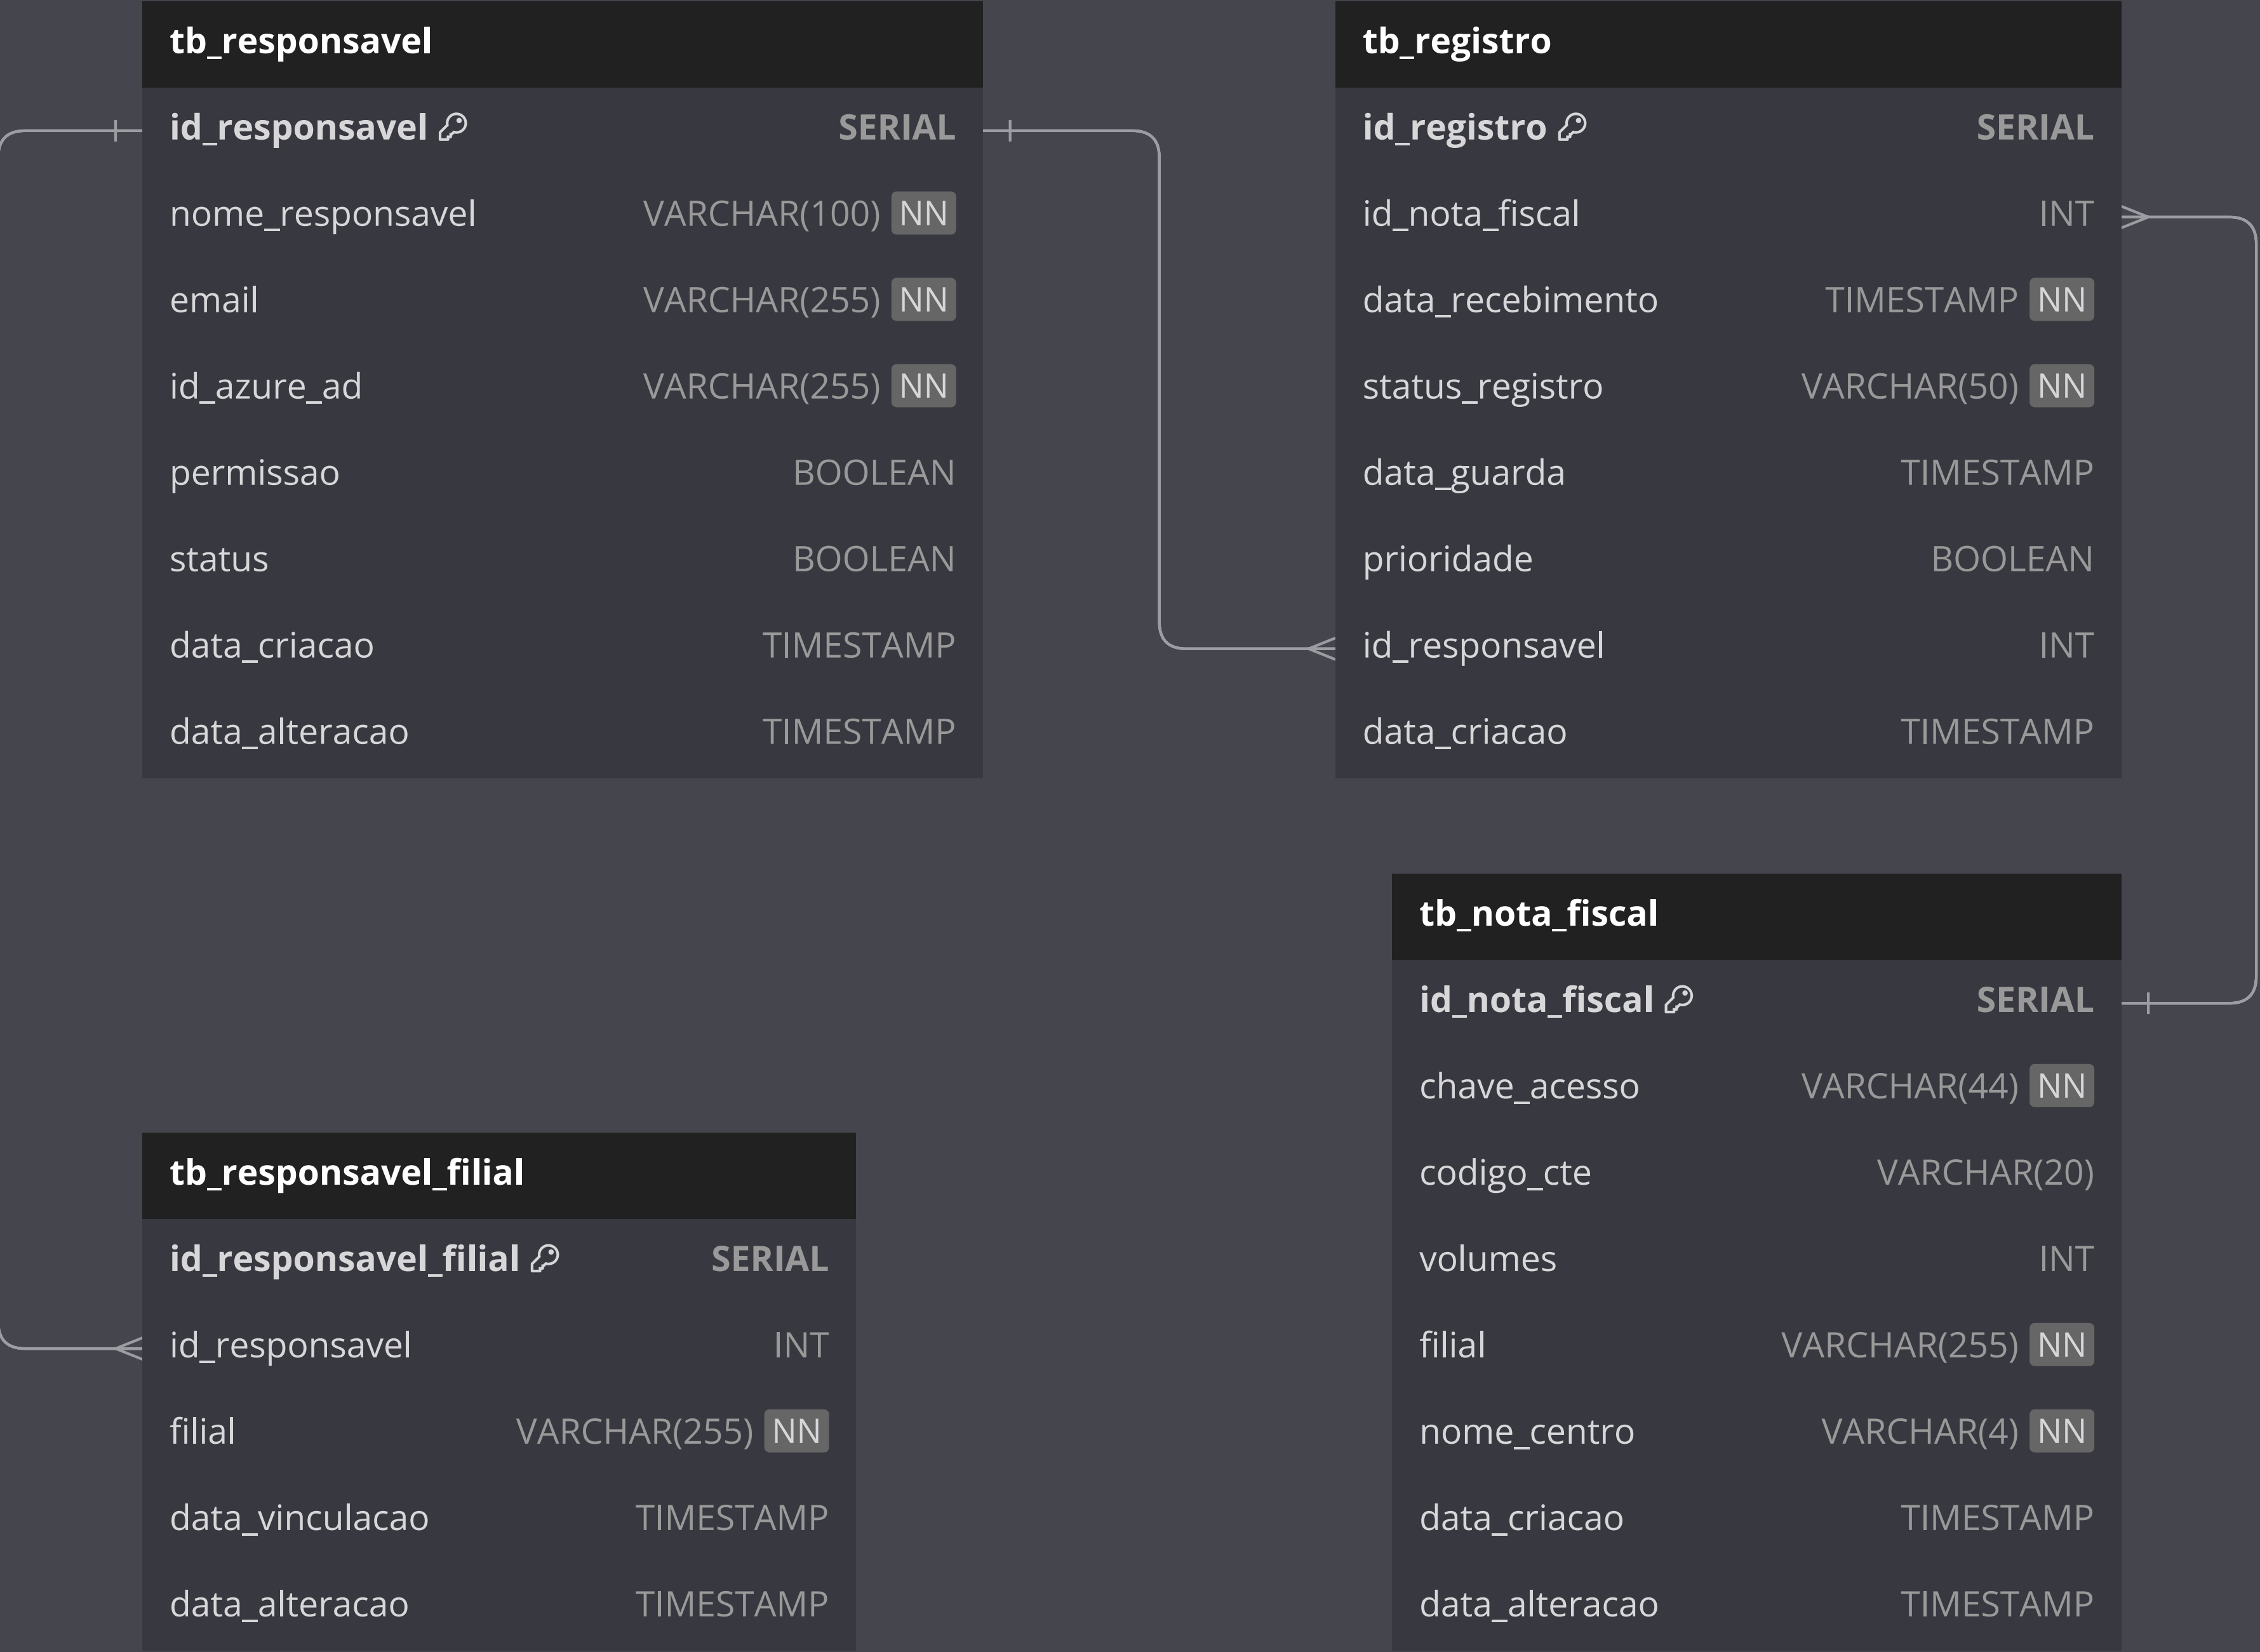 tb_responsavel
id_responsavel SERIAL
nome_responsavel VARCHAR(100) NN
email VARCHAR(255) NN
id_azure_ad VARCHAR(255) NN
permissao BOOLEAN
status BOOLEAN
data_criacao TIMESTAMP
data_alteracao TIMESTAMP
tb_registro
id_registro SERIAL
id_nota_fiscal INT
data_recebimento TIMESTAMP NN
status_registro VARCHAR(50) NN
data_guarda TIMESTAMP
prioridade BOOLEAN
id_responsavel INT
data_criacao TIMESTAMP
tb_responsavel_filial
id_responsavel_filial SERIAL
id_responsavel INT
filial VARCHAR(255) NN
data_vinculacao TIMESTAMP
data_alteracao TIMESTAMP
tb_nota_fiscal
id_nota_fiscal SERIAL
chave_acesso VARCHAR(44) NN
codigo_cte VARCHAR(20)
volumes INT
filial VARCHAR(255) NN
nome_centro VARCHAR(4) NN
data_criacao TIMESTAMP
data_alteracao TIMESTAMP